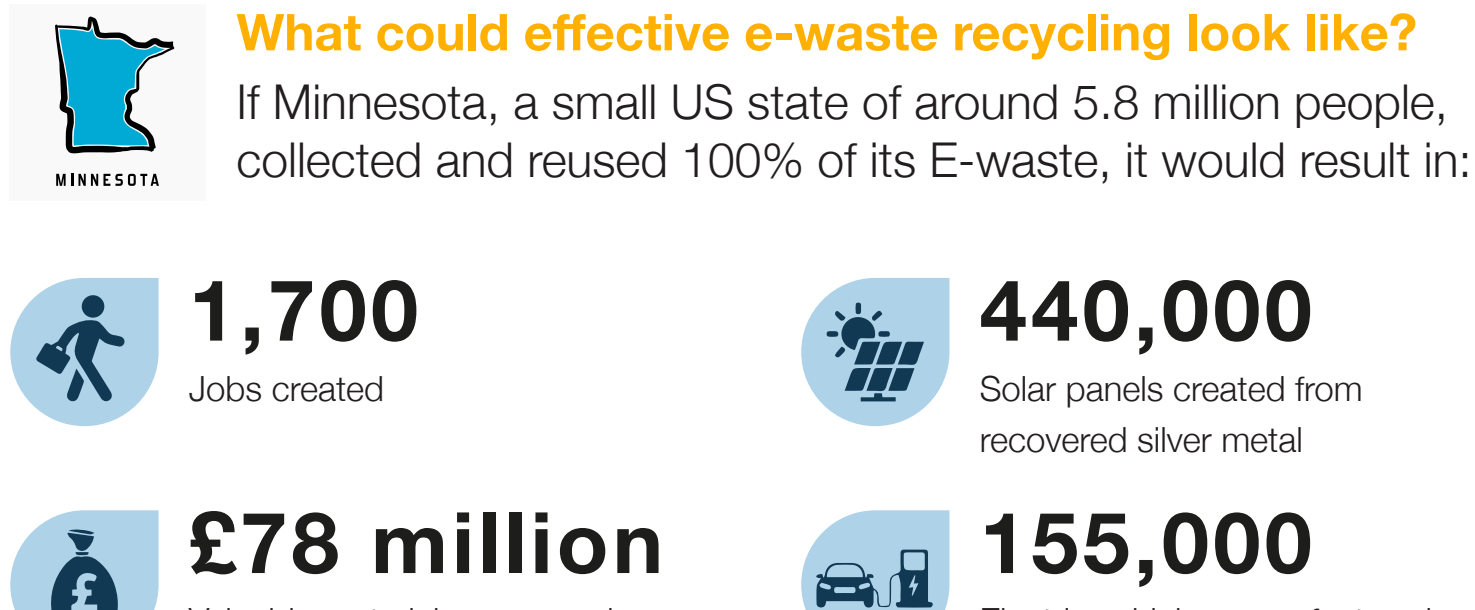 What could effective e-waste recycling look like?
If Minnesota, a small US state of around 5.8 million people,
collected and reused 100% of its E-waste, it would result in:
MINNESOTA
1,700
Jobs created
440,000
Solar panels created from
recovered silver metal
£78 million
155,000